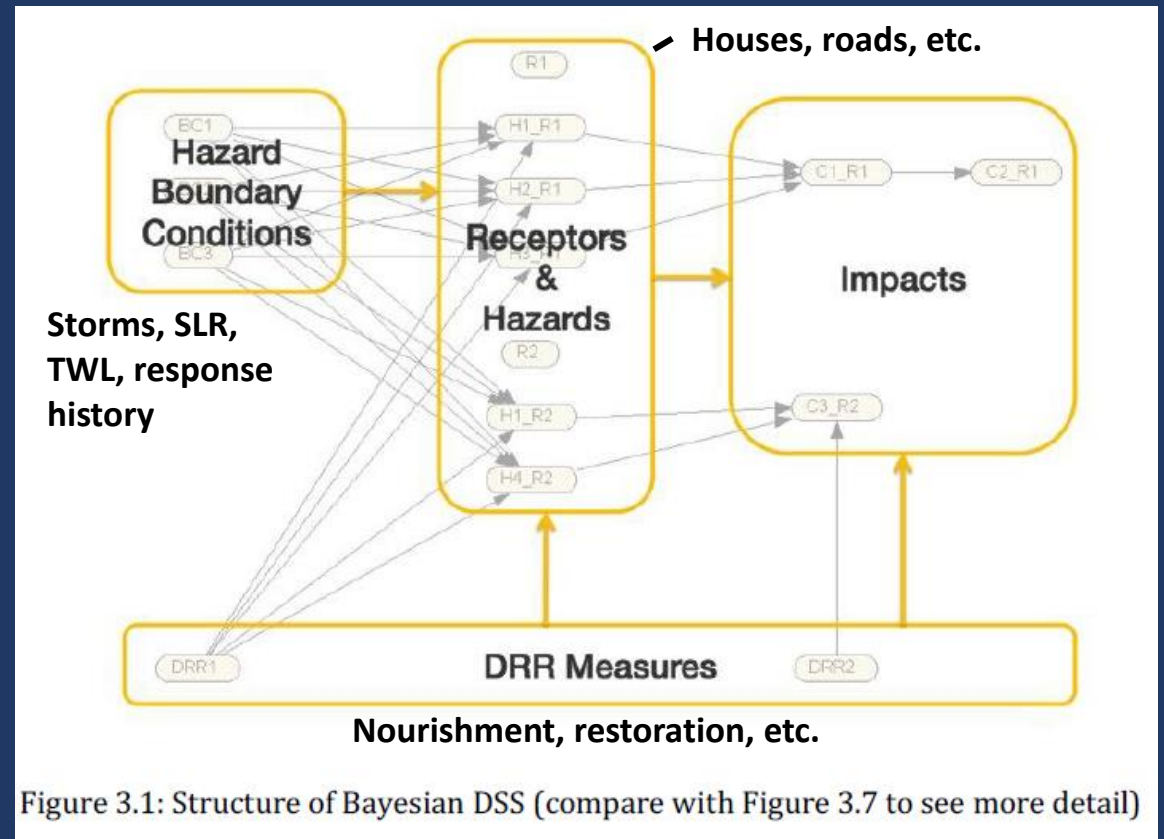 Houses, roads, etc.
R1
BC1
H1_R1
Hazard
Boundary
Conditions
BC3
H2_R1
Receptors
H3_R1
&
Hazards
R2
H1_R2
H4_R2
C1_R1
C2_R1
Impacts
C3_R2
Storms, SLR,
TWL, response
history
DRR1
DRR Measures
DRR2
Nourishment, restoration, etc.
Figure 3.1: Structure of Bayesian DSS (compare with Figure 3.7 to see more detail)